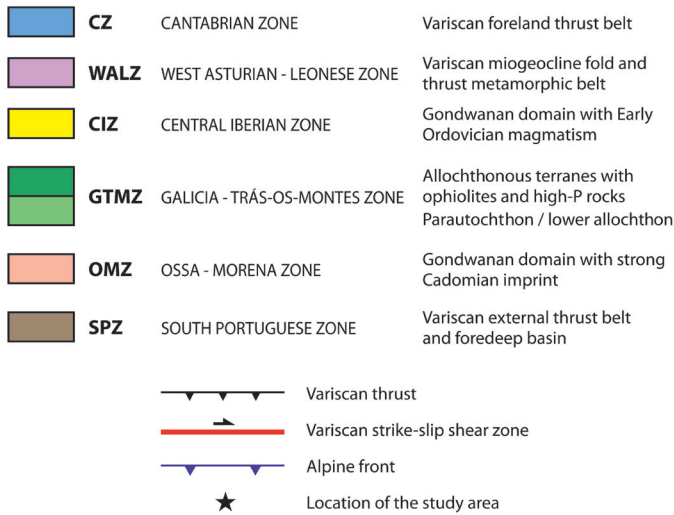 CZ CANTABRIAN ZONE Variscan foreland thrust belt
WALZ WEST ASTURIAN - LEONESE ZONE Variscan miogeocline fold and
thrust metamorphic belt
CIZ CENTRAL IBERIAN ZONE Gondwanan domain with Early
Ordovician magmatism
GTMZ GALICIA - TRÁS-OS-MONTES ZONE Allochthonous terranes with
ophiolites and high-P rocks
Parautochthon / lower allochthon
OMZ OSSA - MORENA ZONE Gondwanan domain with strong
Cadomian imprint
SPZ SOUTH PORTUGUESE ZONE Variscan external thrust belt
and foredeep basin
Variscan thrust
Variscan strike-slip shear zone
Alpine front
Location of the study area